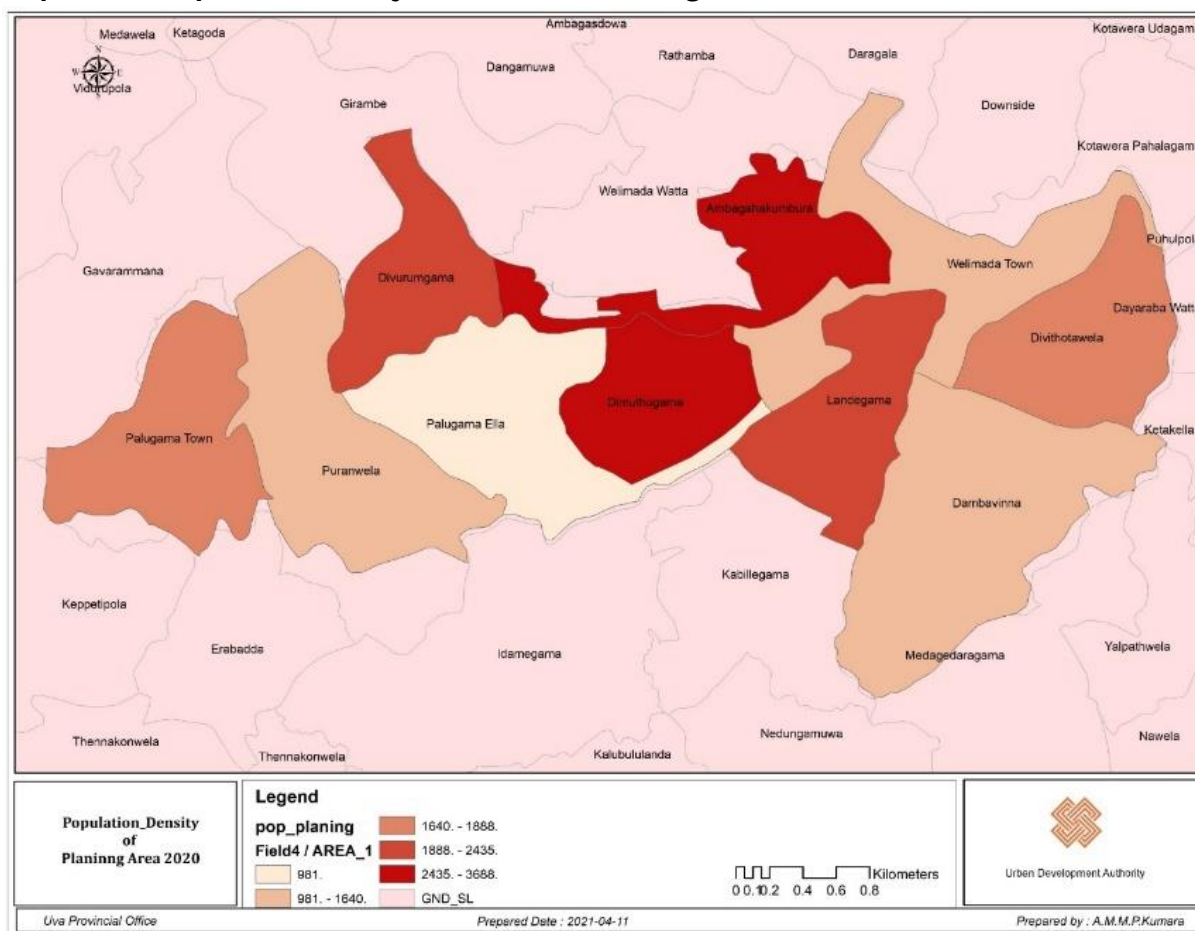 Ambagasdowa
Kotawera Udagam
Medawela
Ketagoda
Rathamba
Daragala
Dangamuwa
N
W
E
S
Vidurupola
Girambe
Downside
Kotawera Pahalagam
Welimada Watta
Ambagahakumbura
Puhulpol
Gavarammana
Divurumgama
Welimada Town
Dayaraba Watt
Divithotawela
Dimuthugama
Landegama
Palugama Ella
Palugama Town
Ketakella
Puranwela
Dambavinna
Kabillegama
Keppetipola
Erabadda
Idamegama
Medagedaragama
Yalpathwela
Nedungamuwa
Nawela
Thennakonwela
Thennakonwela
Kalubululanda
Population_Density
of
Planinng Area 2020
Legend
pop_planing
Field4 / AREA_1
981.
981. - 1640.
1640. - 1888.
1888. - 2435.
2435. - 3688.
GND_SL
Kilometers
0 0.10.2 0.4 0.6 0.8
Urban Development Authority
Uva Provincial Office
Prepared Date : 2021-04-11
Prepared by : A.M.M.P.Kumara